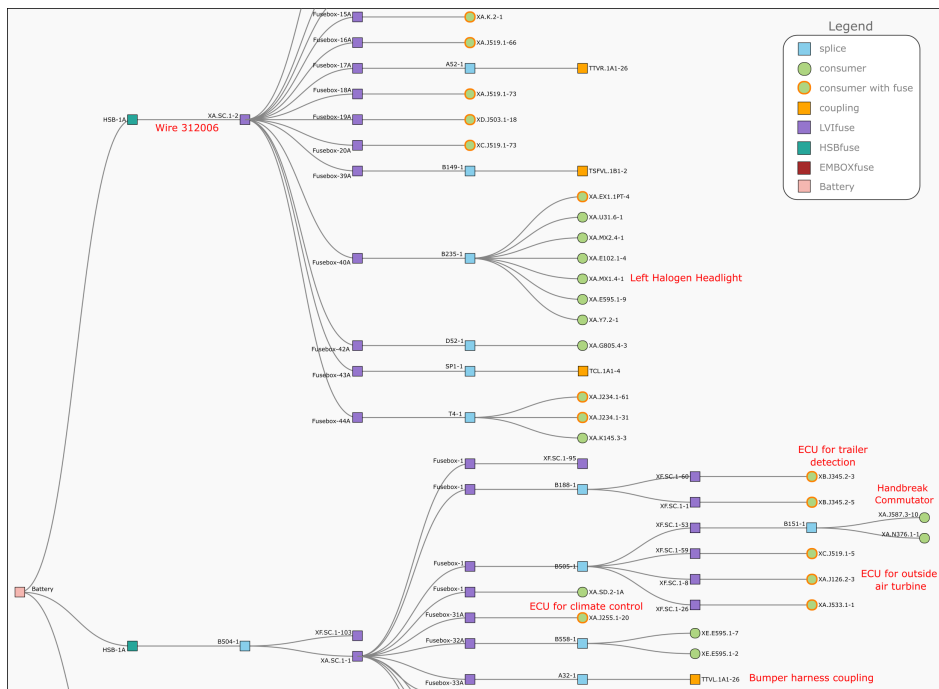 Fusebox-15A
XA.K.2-1
Legend
splice
consumer
consumer with fuse
coupling
LVIfuse
HSBfuse
EMBOXfuse
Battery
Fusebox-16A
XA.J519.1-66
Fusebox-17A
A52-1
TTVR.1A1-26
Fusebox-18A
XA.J519.1-73
HSB-1A
Wire 312006
XA.SC.1-2
Fusebox-19A
XD.J503.1-18
Fusebox-20A
XC.J519.1-73
Fusebox-39A
B149-1
TSFVL.1B1-2
XA.EX1.1PT-4
XA.U31.6-1
XA.MX2.4-1
Fusebox-40A
B235-1
XA.E102.1-4
XA.MX1.4-1
Left Halogen Headlight
XA.E595.1-9
XA.Y7.2-1
Fusebox-42A
D52-1
XA.G805.4-3
Fusebox-43A
SP1-1
TCL.1A1-4
XA.J234.1-61
Fusebox-44A
T4-1
XA.J234.1-31
XA.K145.3-3
ECU for trailer
detection
Fusebox-1
XF.SC.1-95
XF.SC.1-60
XB.J345.2-3
Fusebox-1
B188-1
XF.SC.1-1
XB.J345.2-5
Handbreak
Commutator
XA.J587.3-10
XF.SC.1-53
B151-1
XA.N376.1-1
XF.SC.1-59
XC.J519.1-5
Fusebox-1
B505-1
ECU for outside
air turbine
XF.SC.1-8
XA.J126.2-3
XF.SC.1-26
XA.J533.1-1
Battery
Fusebox-1
XA.SD.2-1A
ECU for climate control
Fusebox-31A
XA.J255.1-20
HSB-1A
B504-1
XF.SC.1-103
XA.SC.1-1
Fusebox-32A
B558-1
XE.E595.1-7
XE.E595.1-2
Fusebox-33A
A32-1
TTVL.1A1-26
Bumper harness coupling